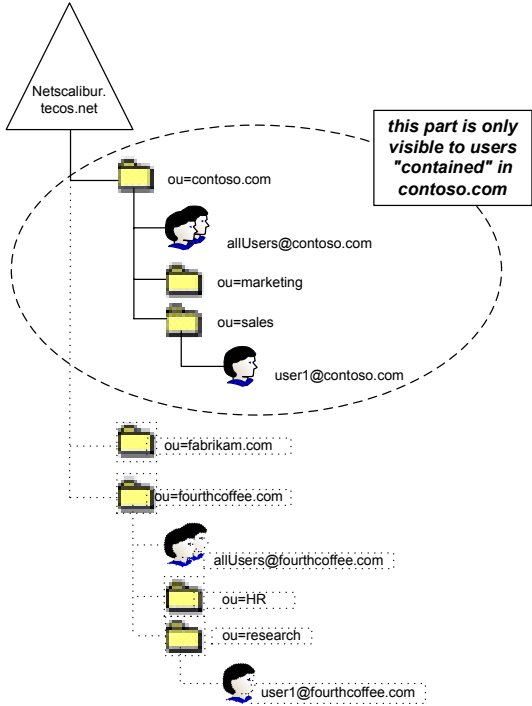 Netscalibur.
tecos.net
this part is only
visible to users
"contained" in
contoso.com
ou=contoso.com
allUsers@contoso.com
ou=marketing
ou=sales
user1@contoso.com
ou=fabrikam.com
ou=fourthcoffee.com
allUsers@fourthcoffee.com
ou=HR
ou=research
user1@fourthcoffee.com